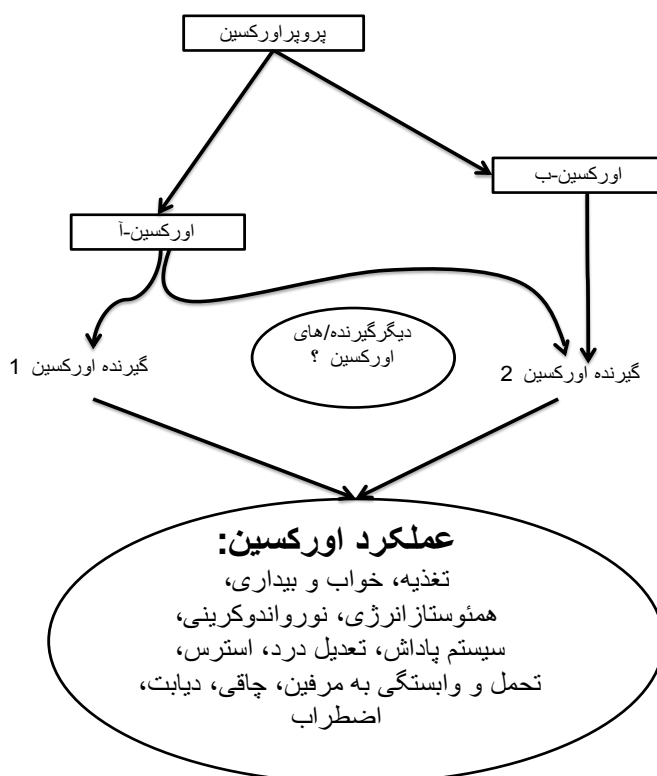 پروپراورکسین
اورکسین-ب
اورکسین-آ
دیگرگیرنده/های
اورکسین ؟
گیرنده اورکسین 1
گیرنده اورکسین 2
عملکرد اورکسین:
تغذیه، خواب و بیداری،
همئوستازانرژی، نورواندوکرینی،
سیستم پاداش، تعدیل درد، استرس،
تحمل و وابستگی به مرفین، چاقی، دیابت،
اضطراب